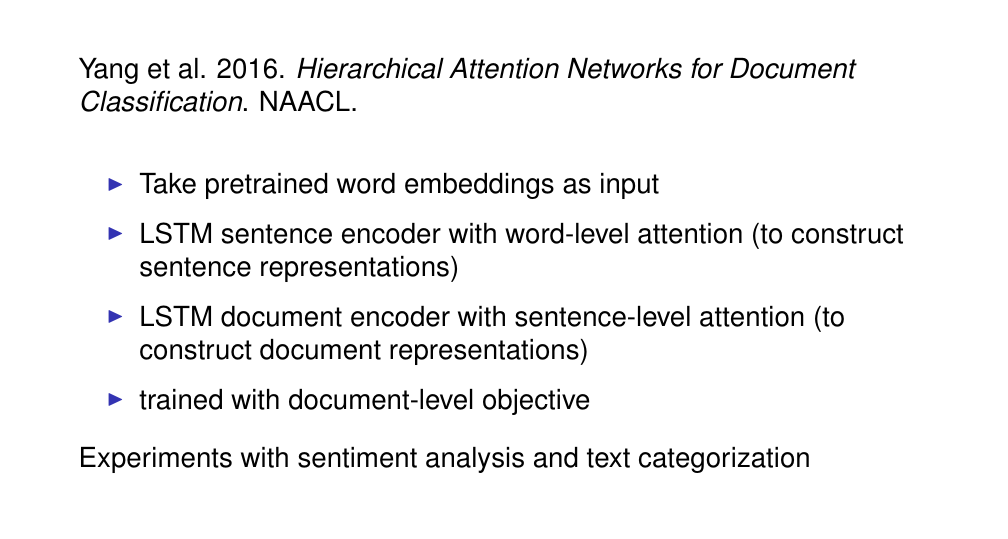 Yang et al. 2016. Hierarchical Attention Networks for Document
Classification. NAACL.
▶ Take pretrained word embeddings as input
▶ LSTM sentence encoder with word-level attention (to construct
sentence representations)
▶ LSTM document encoder with sentence-level attention (to
construct document representations)
▶ trained with document-level objective
Experiments with sentiment analysis and text categorization